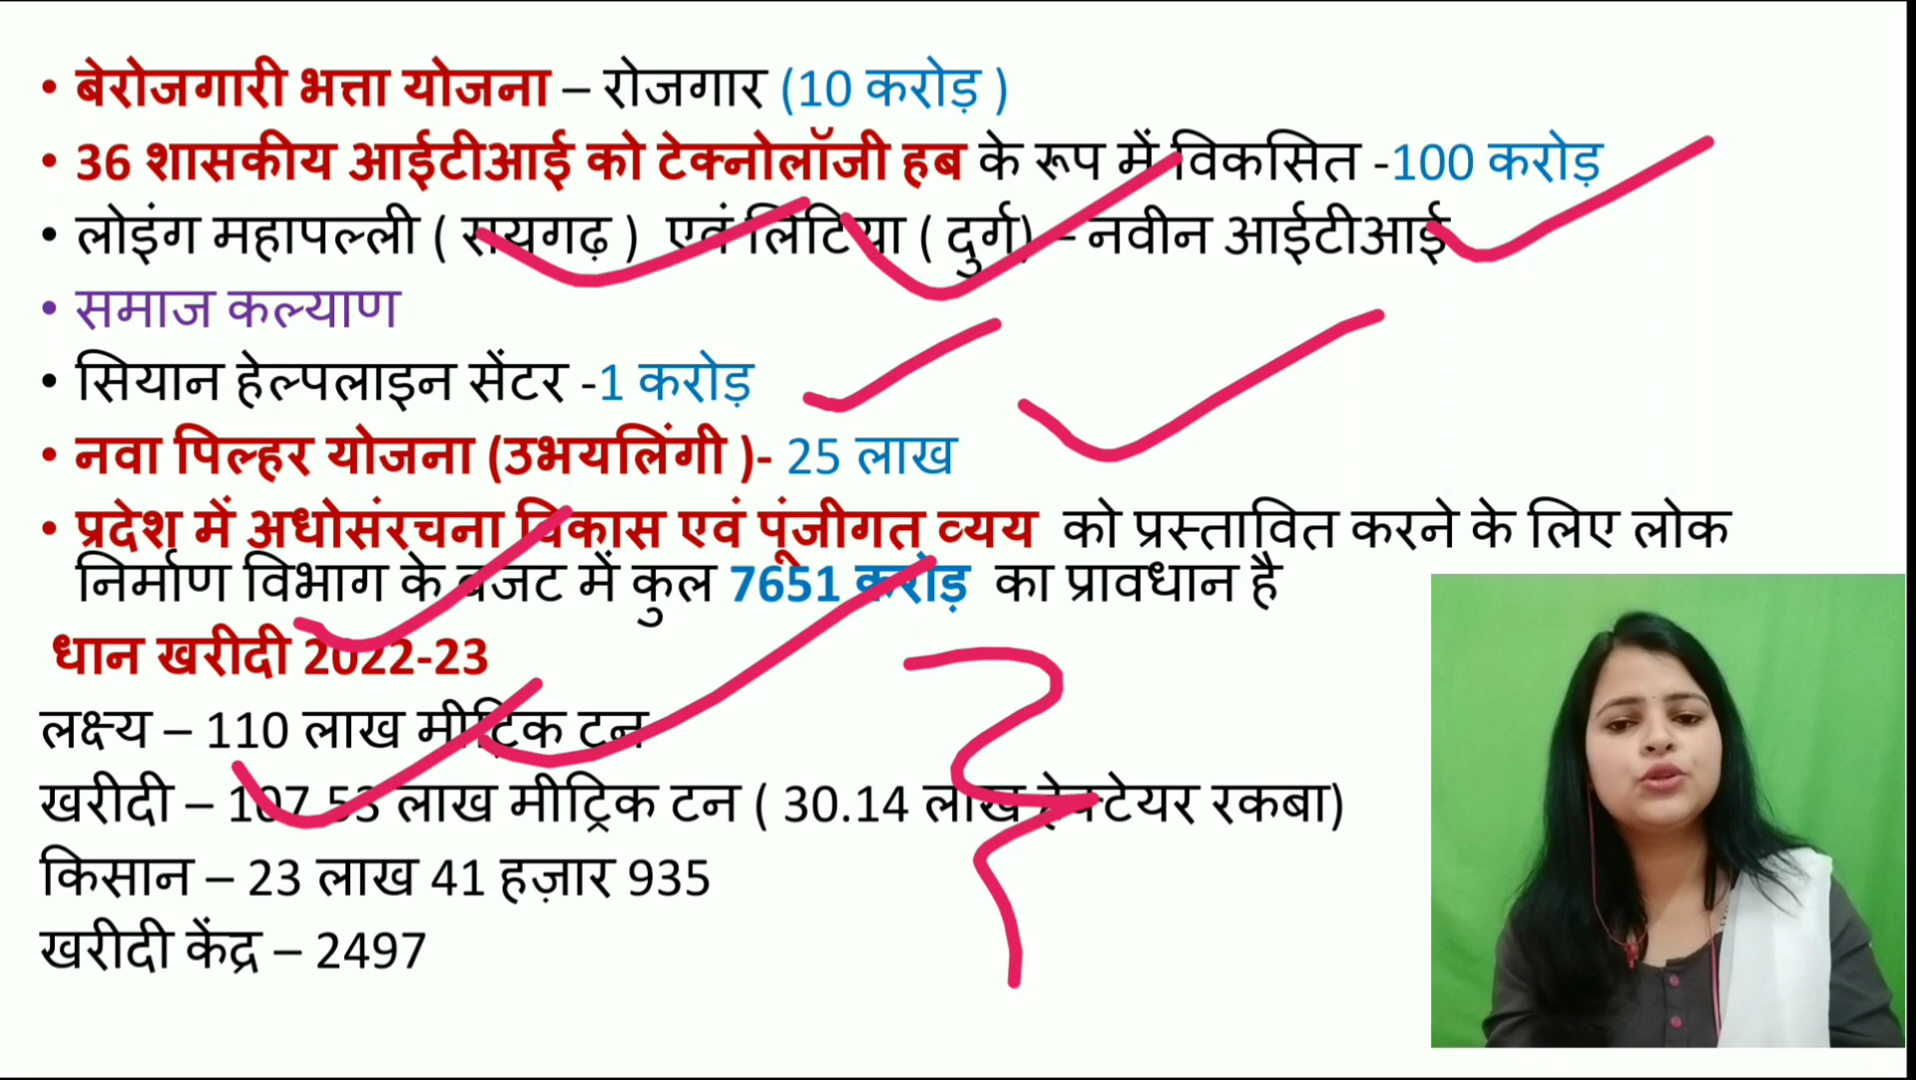 • बेरोजगारी भत्ता योजना – रोजगार (10 करोड़ )
• 36 शासकीय आईटीआई को टेक्नोलॉजी हब के रूप में विकसित -100 करोड़
• लोइंग महापल्ली ( रायगढ़ ) एवं लिटिया ( दुर्ग) – नवीन आईटीआई
• समाज कल्याण
• सियान हेल्पलाइन सेंटर -1 करोड़
• नवा पिल्हर योजना (उभयलिंगी )- 25 लाख
• प्रदेश में अधोसंरचना विकास एवं पूंजीगत व्यय को प्रस्तावित करने के लिए लोक
निर्माण विभाग के बजट में कुल 7651 करोड़ का प्रावधान है
धान खरीदी 2022-23
लक्ष्य – 110 लाख मीट्रिक टन
खरीदी – 107.53 लाख मीट्रिक टन ( 30.14 लाख हेक्टेयर रकबा)
किसान – 23 लाख 41 हज़ार 935
खरीदी केंद्र – 2497